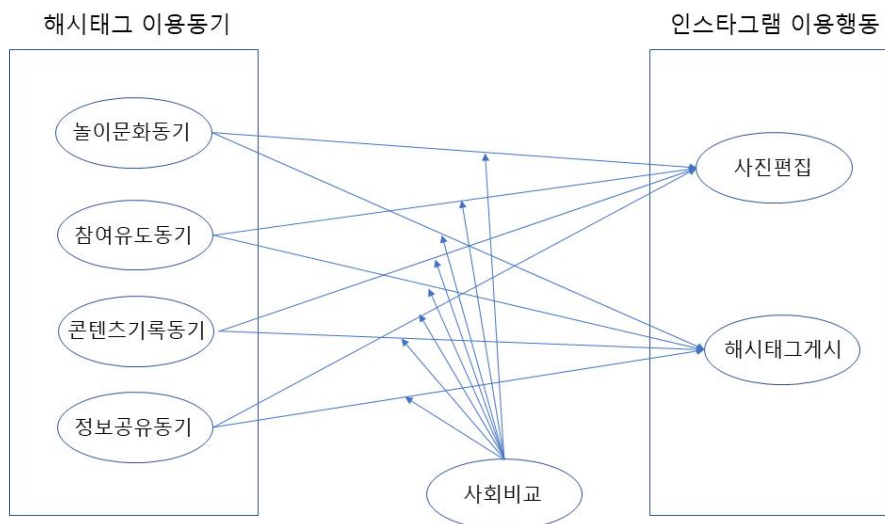 해시태그 이용동기
인스타그램 이용행동
놀이문화동기
사진편집
참여유도동기
콘텐츠기록동기
해시태그게시
정보공유동기
사회비교